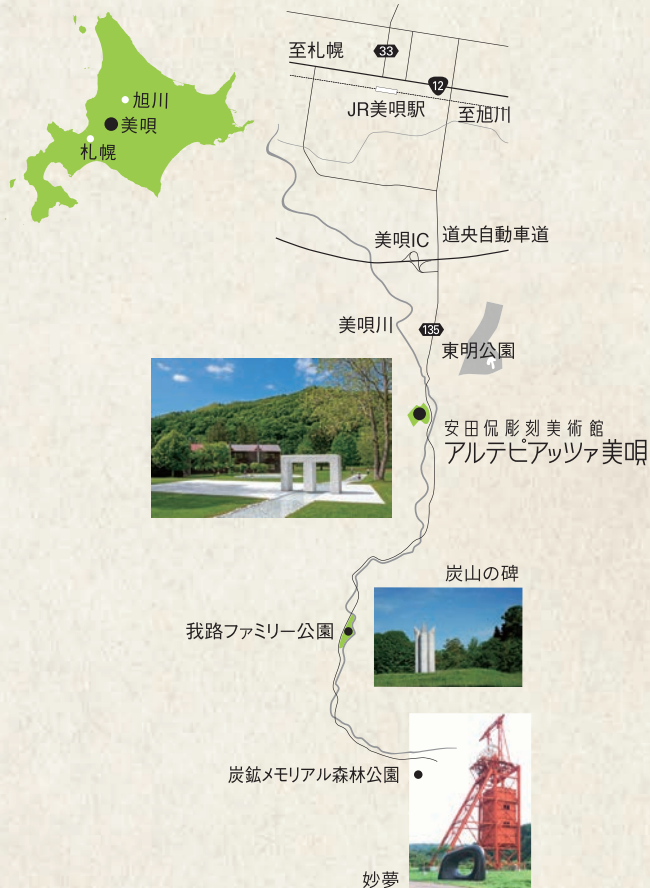 旭川
美唄
札幌
至札幌
33
12
JR美唄駅
至旭川
美唄IC
道央自動車道
美唄川
135
東明公園
安田侃彫刻美術館
アルテピアッツァ美唄
炭山の碑
我路ファミリー公園
炭鉱メモリアル森林公園
妙夢